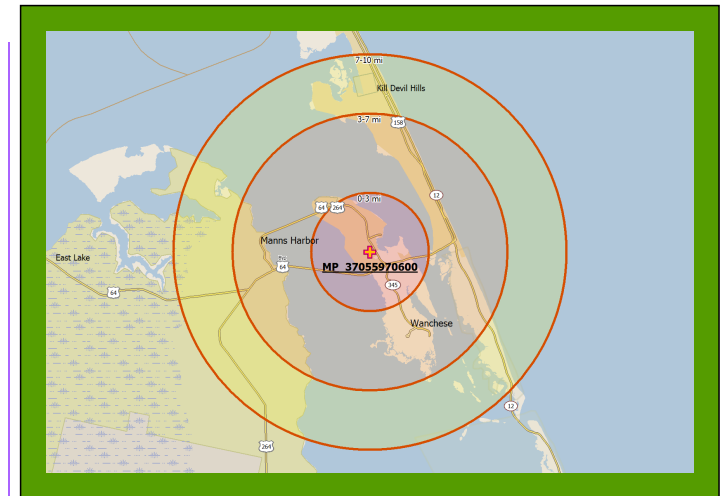 7-10 mi
Kill Devil Hills
3-7 mi
158
12
0-3 mi
64
264
Manns Harbor
East Lake
64
MP_37055970600
345
64
Wanchese
12
264